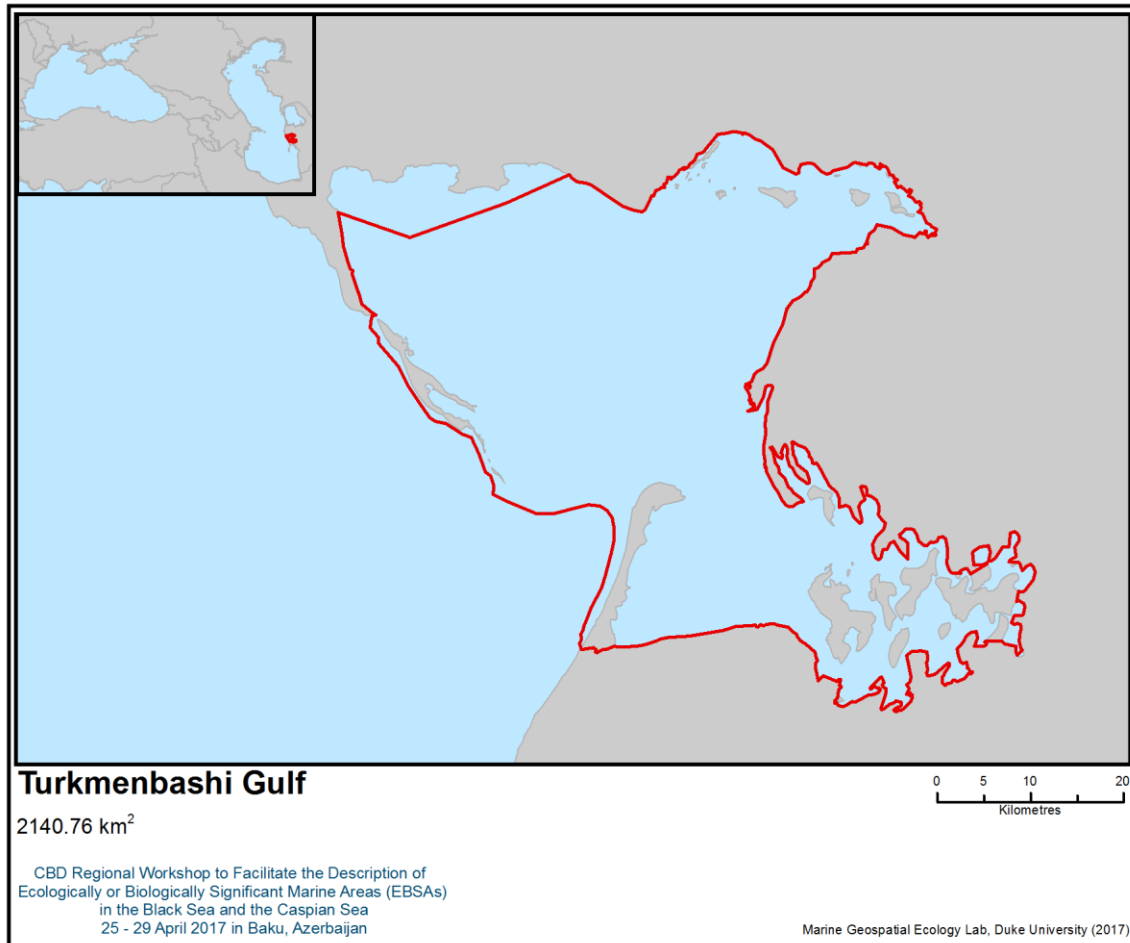 Turkmenbashi Gulf
2140.76 km²
0 5 10 20
Kilometres
CBD Regional Workshop to Facilitate the Description of
Ecologically or Biologically Significant Marine Areas (EBSAs)
in the Black Sea and the Caspian Sea
25 - 29 April 2017 in Baku, Azerbaijan
Marine Geospatial Ecology Lab, Duke University (2017)